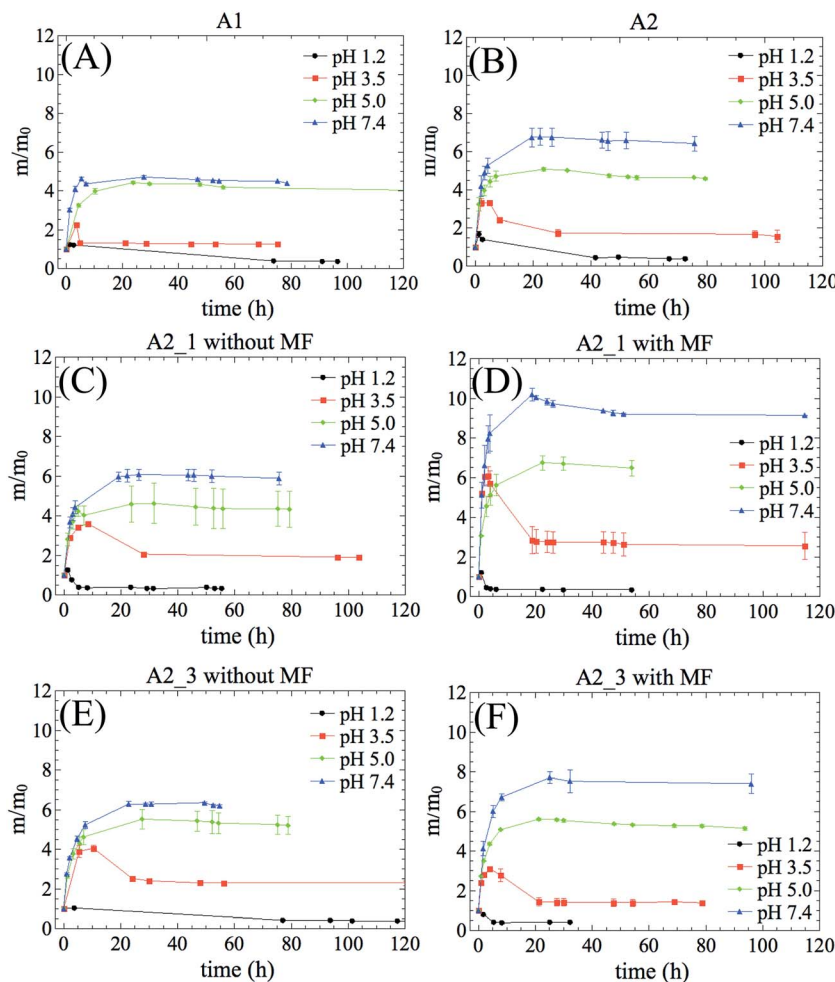 A1
(A)
pH 1.2
pH 3.5
pH 5.0
pH 7.4
m/m0
12
10
8
6
4
2
0
0 20 40 60 80 100 120
time (h)
A2
(B)
pH 1.2
pH 3.5
pH 5.0
pH 7.4
m/m0
12
10
8
6
4
2
0
0 20 40 60 80 100 120
time (h)
A2_1 without MF
(C)
pH 1.2
pH 3.5
pH 5.0
pH 7.4
m/m0
12
10
8
6
4
2
0
0 20 40 60 80 100 120
time (h)
A2_1 with MF
(D)
pH 1.2
pH 3.5
pH 5.0
pH 7.4
m/m0
12
10
8
6
4
2
0
0 20 40 60 80 100 120
time (h)
A2_3 without MF
(E)
pH 1.2
pH 3.5
pH 5.0
pH 7.4
m/m0
12
10
8
6
4
2
0
0 20 40 60 80 100 120
time (h)
A2_3 with MF
(F)
pH 1.2
pH 3.5
pH 5.0
pH 7.4
m/m0
12
10
8
6
4
2
0
0 20 40 60 80 100 120
time (h)